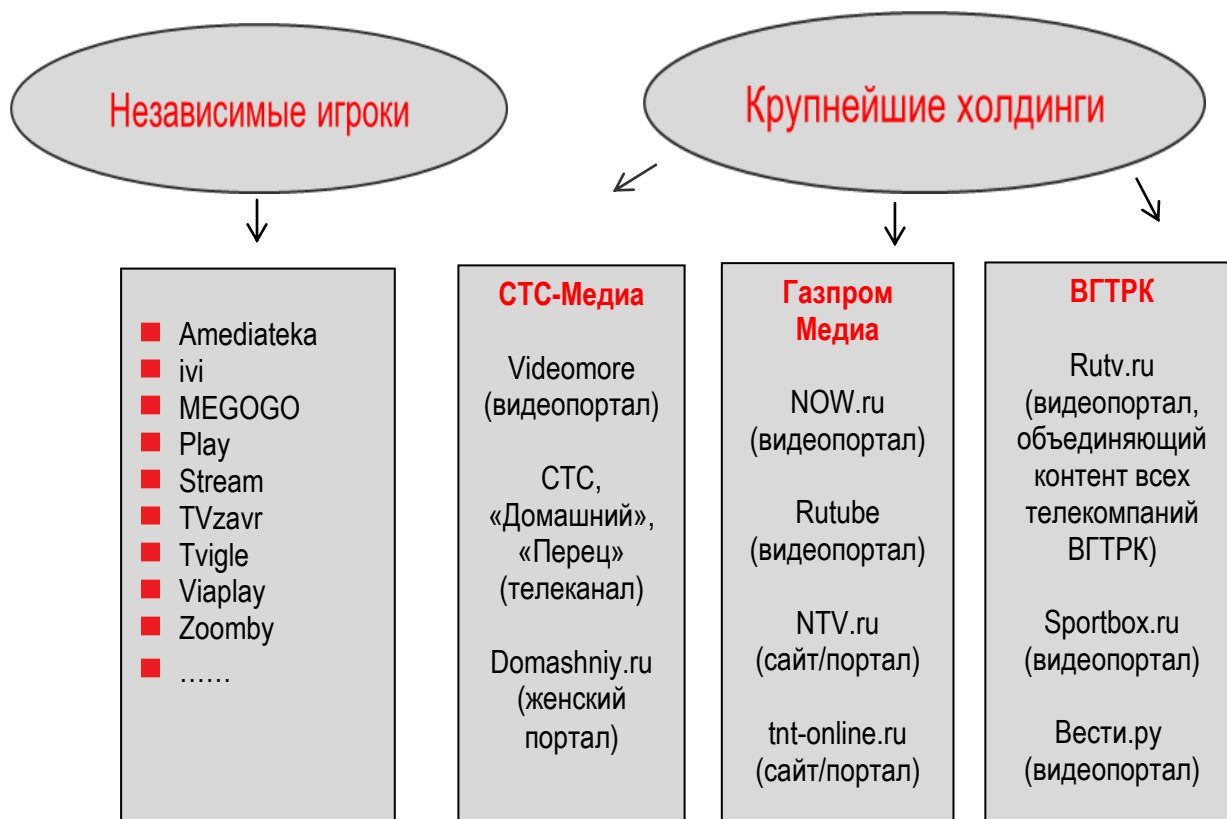 Независимые игроки
Крупнейшие холдинги
Amediateka
ivi
MEGOGO
Play
Stream
TVzavr
Tvigle
Viaplay
Zoomby
……
СТС-Медиа
Videomore
(видеопортал)
СТС,
«Домашний»,
«Перец»
(телеканал)
Domashniy.ru
(женский
портал)
Газпром
Медиа
NOW.ru
(видеопортал)
Rutube
(видеопортал)
NTV.ru
(сайт/портал)
tnt-online.ru
(сайт/портал)
ВГТРК
Rutv.ru
(видеопортал,
объединяющий
контент всех
телекомпаний
ВГТРК)
Sportbox.ru
(видеопортал)
Вести.ру
(видеопортал)